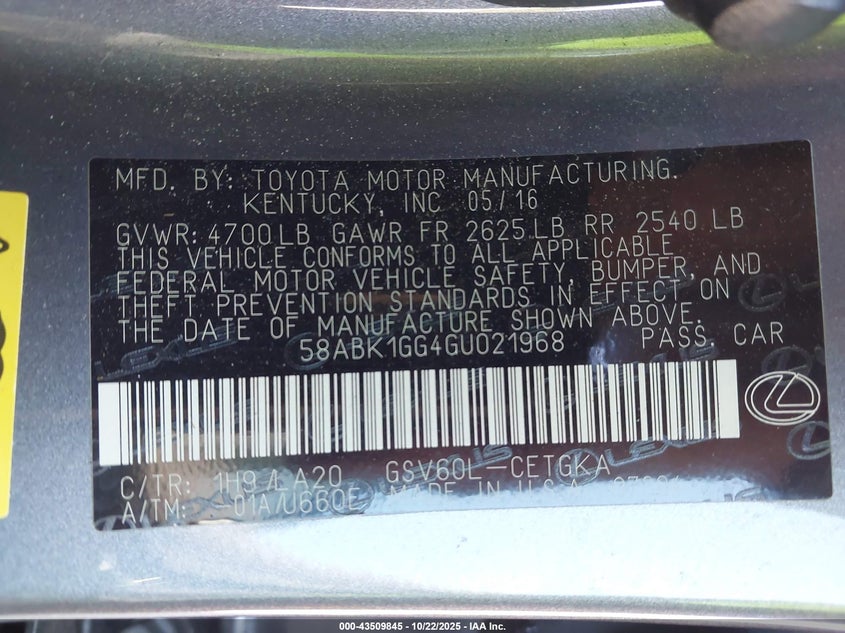 MFD. BY: TOYOTA MOTOR MANUFACTURING.
KENTUCKY, INC 05/16
GVWR: 4700LB GAWR FR 2625LB RR 2540 LB
THIS VEHICLE CONFORMS TO ALL APPLICABLE
FEDERAL MOTOR VEHICLE SAFETY, BUMPER, AND
THEFT PREVENTION STANDARDS IN EFFECT ON
THE DATE OF MANUFACTURE SHOWN ABOVE.
58ABK1GG4GU021968 PASS. CAR
C/TR: 1H9 / LA20 GSV60L-CETGKA
A/TM: -01A/U660E MADE IN U.S.A.
LEXUS
000-43509845 - 10/22/2025 - IAA Inc.